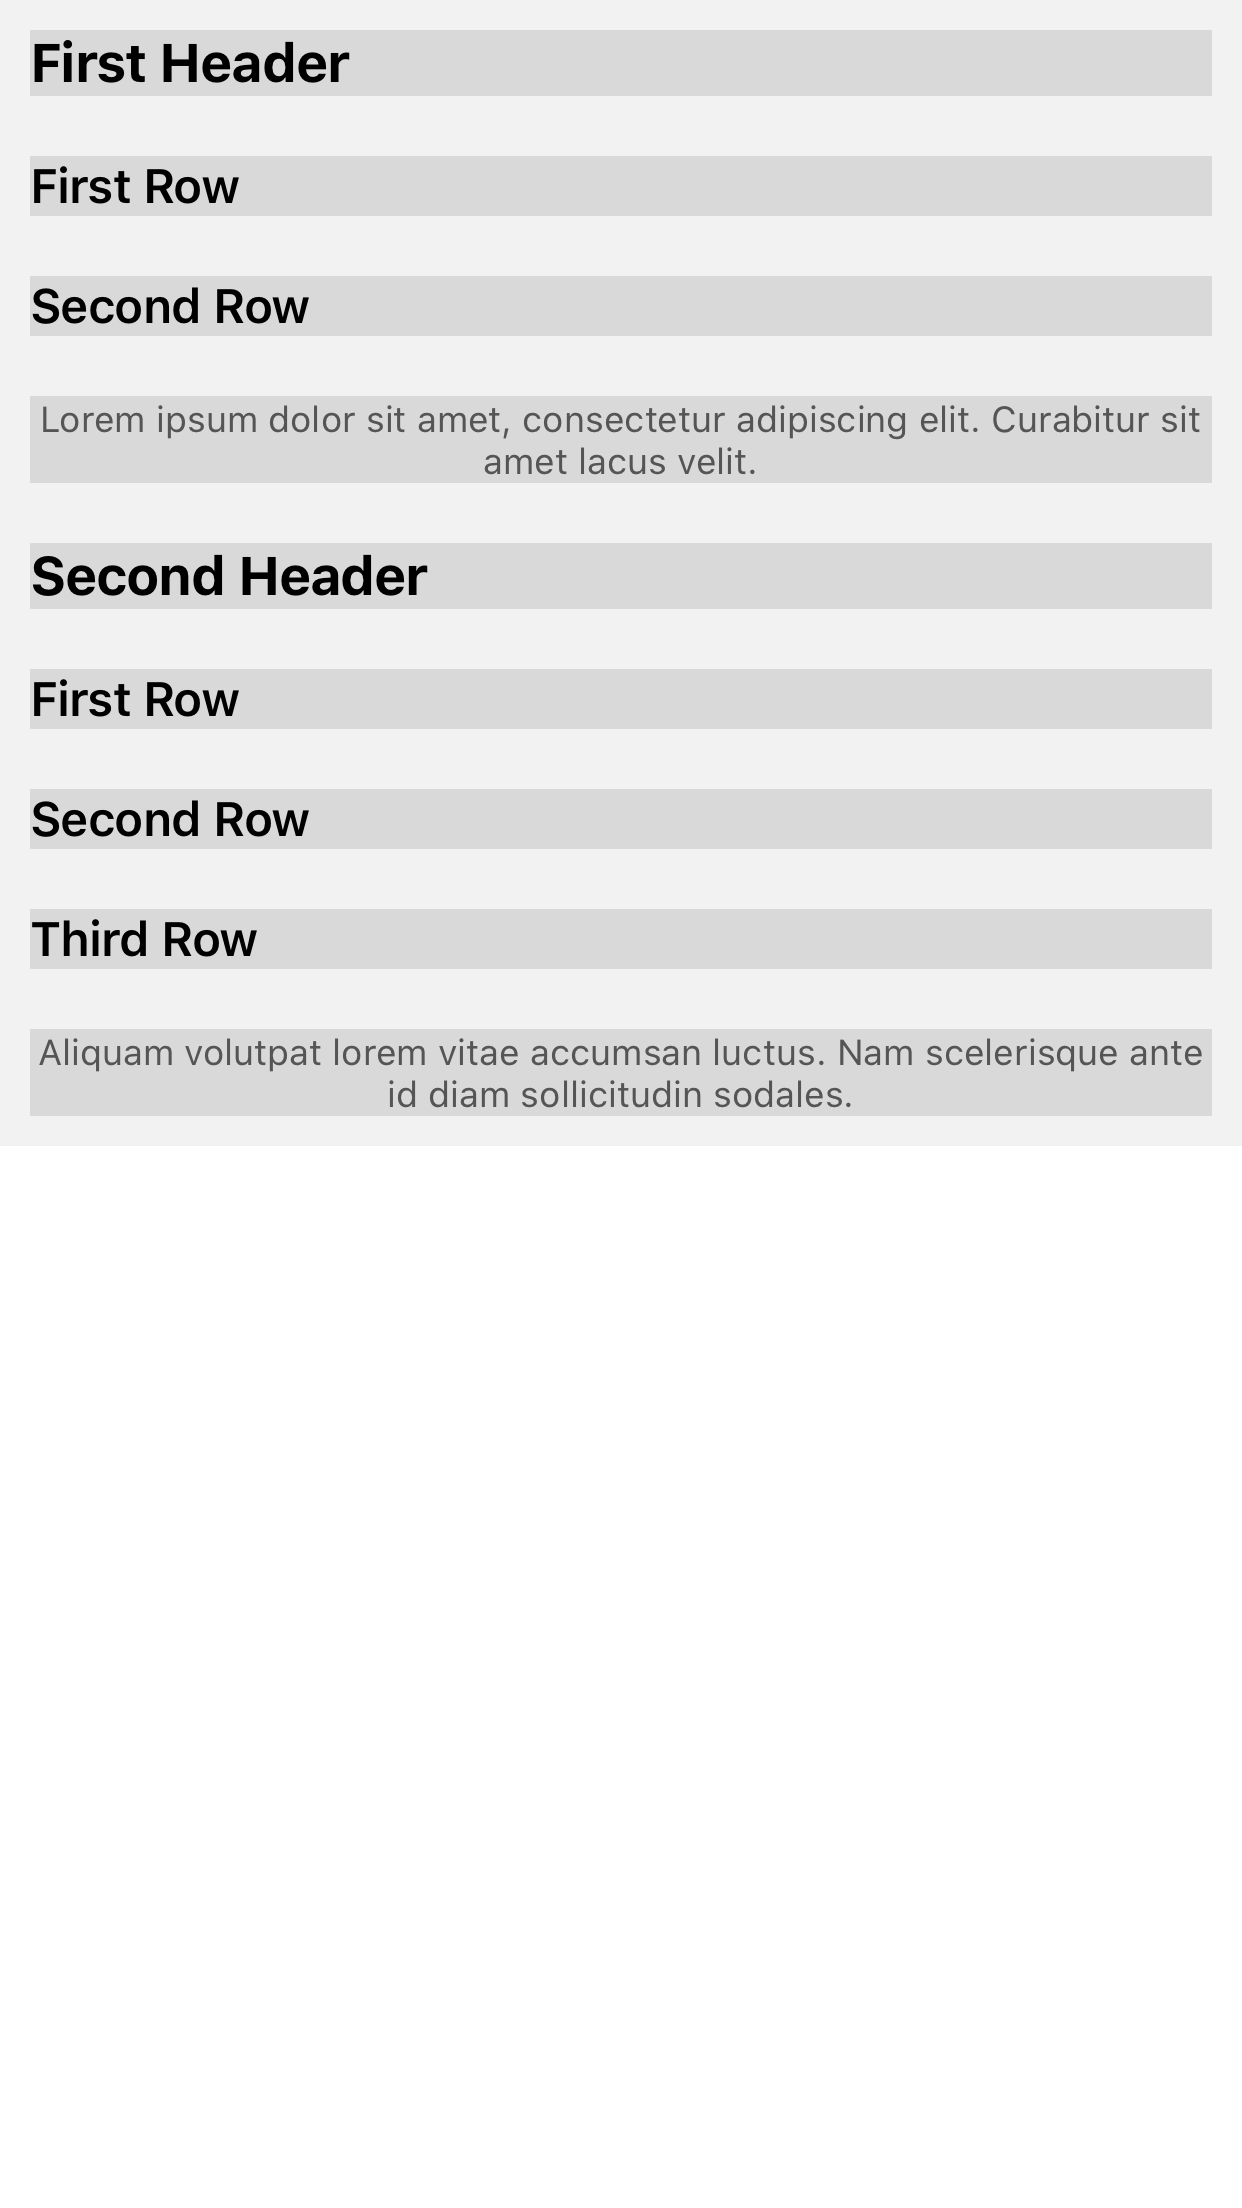 First Header
First Row
Second Row
Lorem ipsum dolor sit amet, consectetur adipiscing elit. Curabitur sit
amet lacus velit.
Second Header
First Row
Second Row
Third Row
Aliquam volutpat lorem vitae accumsan luctus. Nam scelerisque ante
id diam sollicitudin sodales.